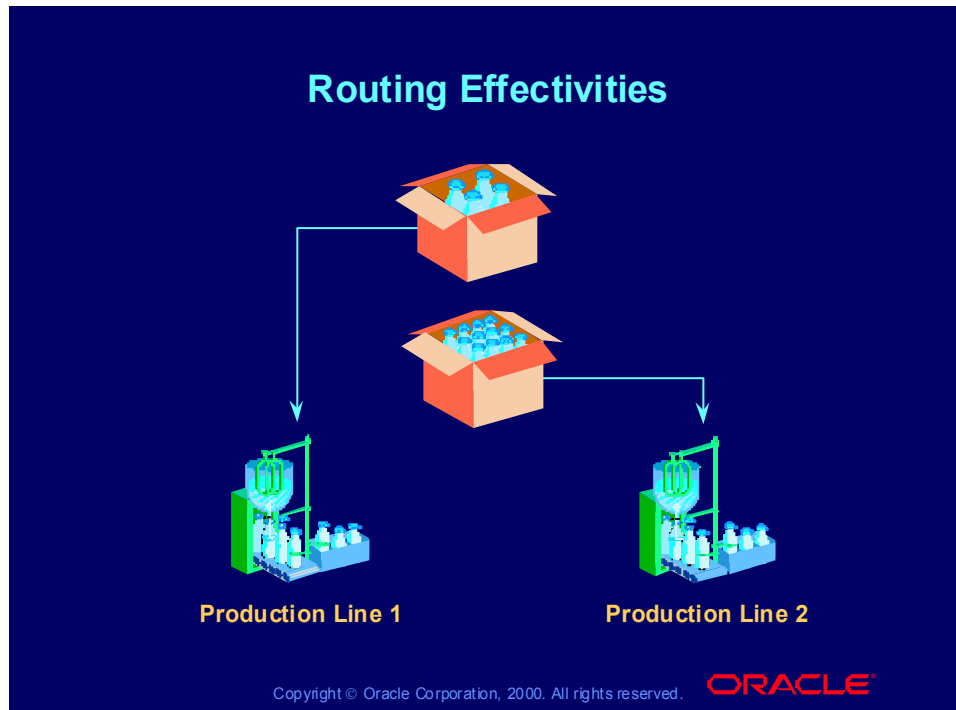 Routing Effectivities
Production Line 1
Production Line 2
Copyright © Oracle Corporation, 2000. All rights reserved.
ORACLE®